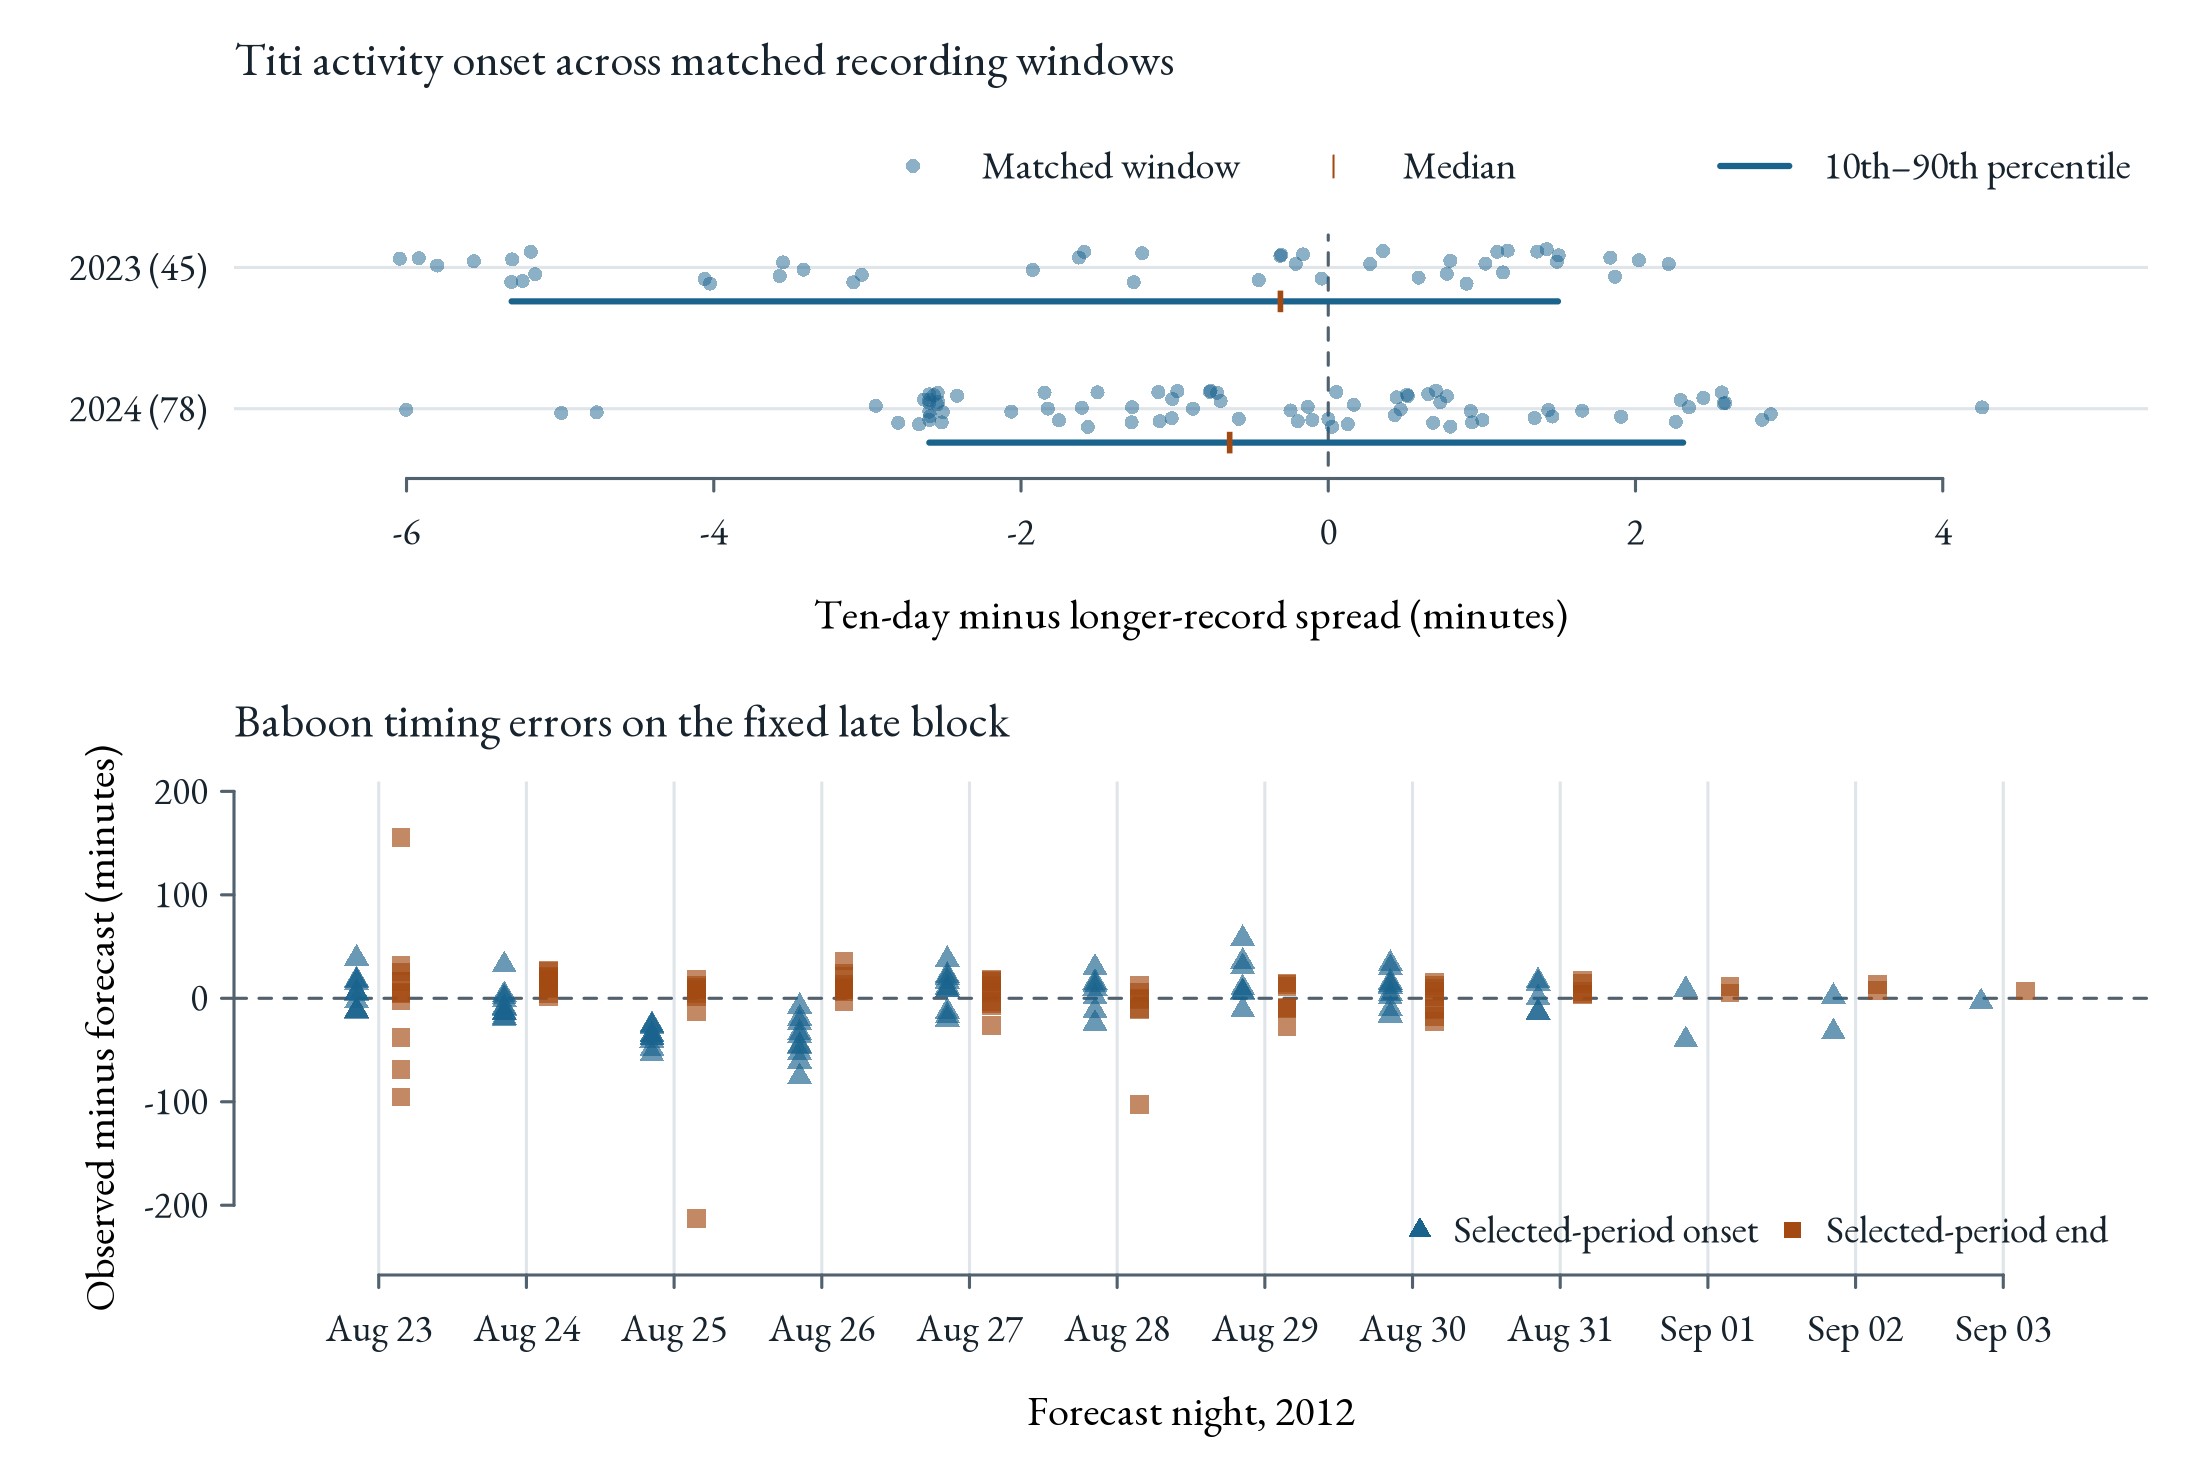 Titi activity onset across matched recording windows
Matched window
Median
10th–90th percentile
2023 (45)
2024 (78)
-6 -4 -2 0 2 4
Ten-day minus longer-record spread (minutes)
Baboon timing errors on the fixed late block
Observed minus forecast (minutes)
200
100
0
-100
-200
Selected-period onset
Selected-period end
Aug 23 Aug 24 Aug 25 Aug 26 Aug 27 Aug 28 Aug 29 Aug 30 Aug 31 Sep 01 Sep 02 Sep 03
Forecast night, 2012